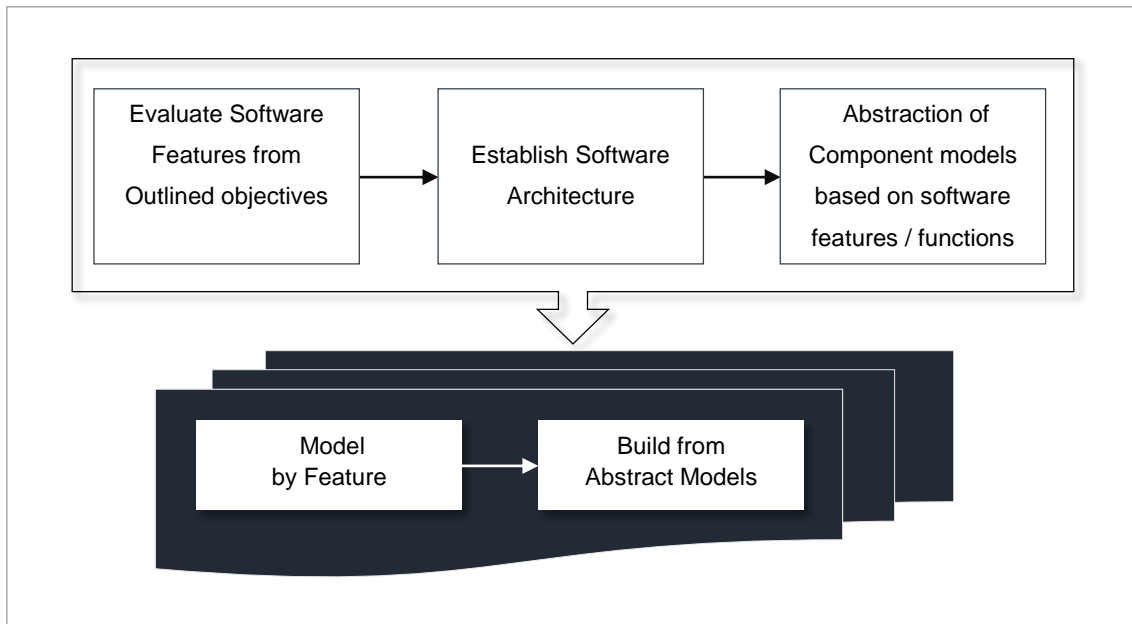 Evaluate Software
Features from
Outlined objectives
Establish Software
Architecture
Abstraction of
Component models
based on software
features / functions
Model
by Feature
Build from
Abstract Models